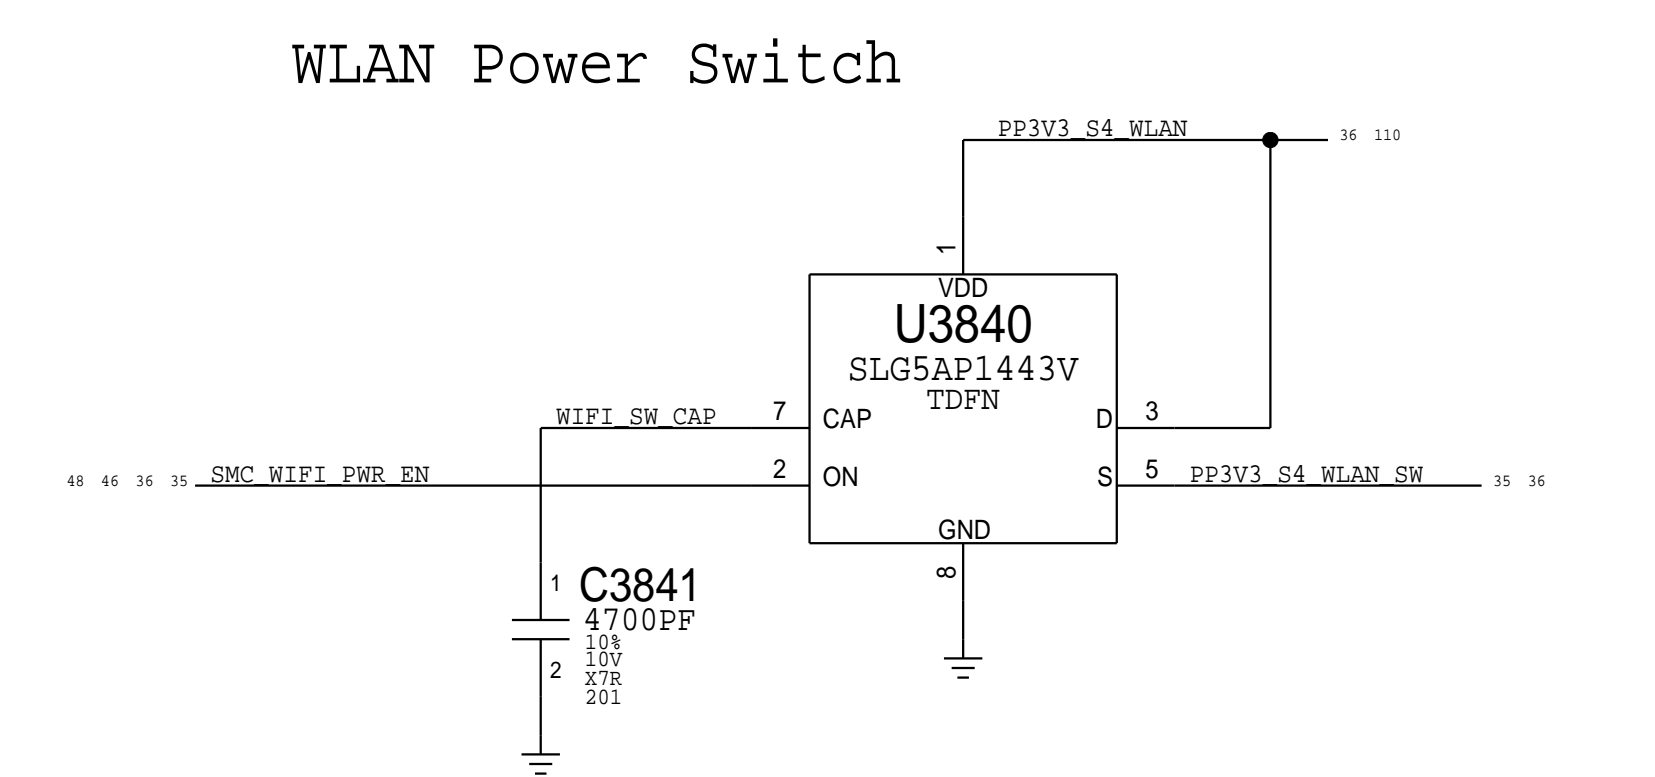 WLAN Power Switch
PP3V3_S4_WLAN
36 110
1
VDD
U3840
SLG5AP1443V
TDFN
WIFI_SW_CAP
7
CAP
D
3
48 46 36 35
SMC_WIFI_PWR_EN
2
ON
S
5
PP3V3_S4_WLAN_SW
35 36
GND
8
1
C3841
4700PF
10%
10V
2
X7R
201